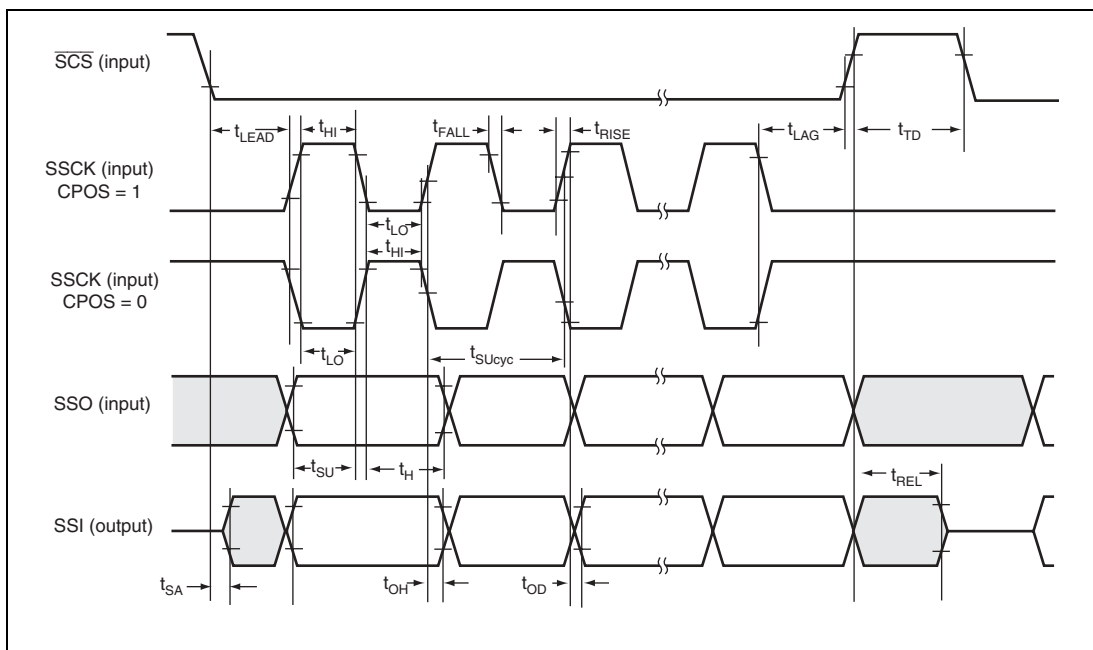 SCS (input)
tLEAD
tHI
tFALL
tRISE
tLAG
tTD
SSCK (input)
CPOS = 1
tLO
tHI
SSCK (input)
CPOS = 0
tLO
tSUcyc
SSO (input)
tSU
tH
tREL
SSI (output)
tSA
tOH
tOD